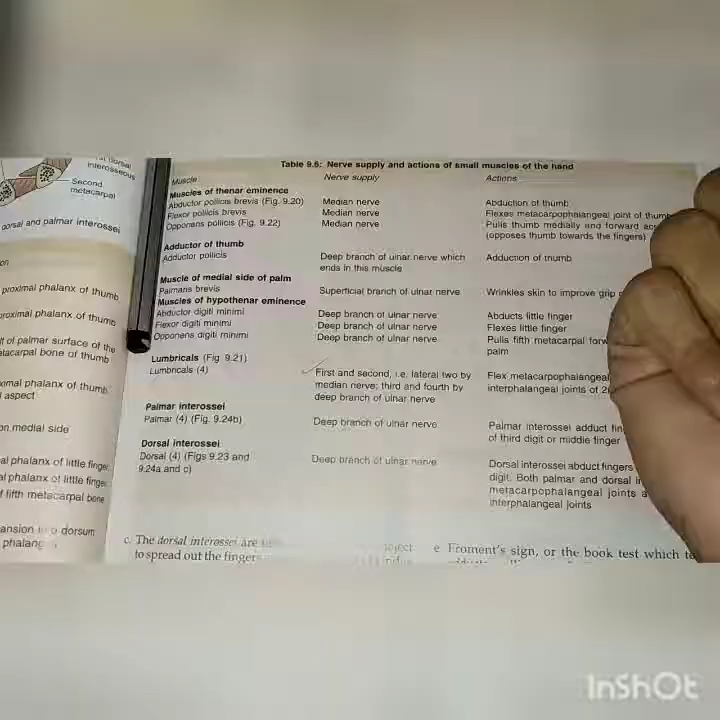 interosseous
Second
metacarpal
dorsal and palmar interossei
proximal phalanx of thumb
proximal phalanx of thumb
of palmar surface of the
metacarpal bone of thumb
phalanx of thumb
aspect
on medial side
phalanx of little finger
phalanx of little finger
fifth metacarpal bone
dorsum
Table 9.5: Nerve supply and actions of small muscles of the hand
Muscle Nerve supply Actions
Muscles of thenar eminence
Abductor pollicis brevis (Fig. 9.20) Median nerve Abduction of thumb
Flexor pollicis brevis Median nerve Flexes metacarpophalangeal joint of thumb
Opponens pollicis (Fig. 9.22) Median nerve Pulls thumb medially and forward
(opposes thumb towards the fingers)
Adductor of thumb
Adductor pollicis Deep branch of ulnar nerve which Adduction of thumb
ends in this muscle
Muscle of medial side of palm
Palmaris brevis Superficial branch of ulnar nerve Wrinkles skin to improve grip
Muscles of hypothenar eminence
Abductor digiti minimi Deep branch of ulnar nerve Abducts little finger
Flexor digiti minimi Deep branch of ulnar nerve Flexes little finger
Opponens digiti minimi Deep branch of ulnar nerve Pulls fifth metacarpal
palm
Lumbricals (Fig. 9.21)
Lumbricals (4) First and second, i.e. lateral two by Flex metacarpophalangeal
median nerve; third and fourth by interphalangeal joints of
deep branch of ulnar nerve
Palmar interossei
Palmar (4) (Fig. 9.24b) Deep branch of ulnar nerve Palmar interossei adduct
of third digit or middle finger
Dorsal interossei
Dorsal (4) (Figs 9.23 and Deep branch of ulnar nerve Dorsal interossei abduct fingers
9.24a and c) digit. Both palmar and dorsal
metacarpophalangeal joints
interphalangeal joints
c. The dorsal interossei are
to spread out the fingers
e Froment's sign, or the book test which
InShOt